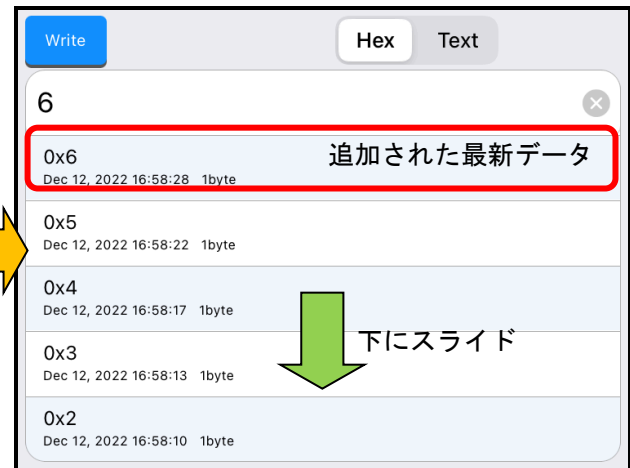 Write
Hex Text
6
0x6
追加された最新データ
Dec 12, 2022 16:58:28 1byte
0x5
Dec 12, 2022 16:58:22 1byte
0x4
Dec 12, 2022 16:58:17 1byte
下にスライド
0x3
Dec 12, 2022 16:58:13 1byte
0x2
Dec 12, 2022 16:58:10 1byte